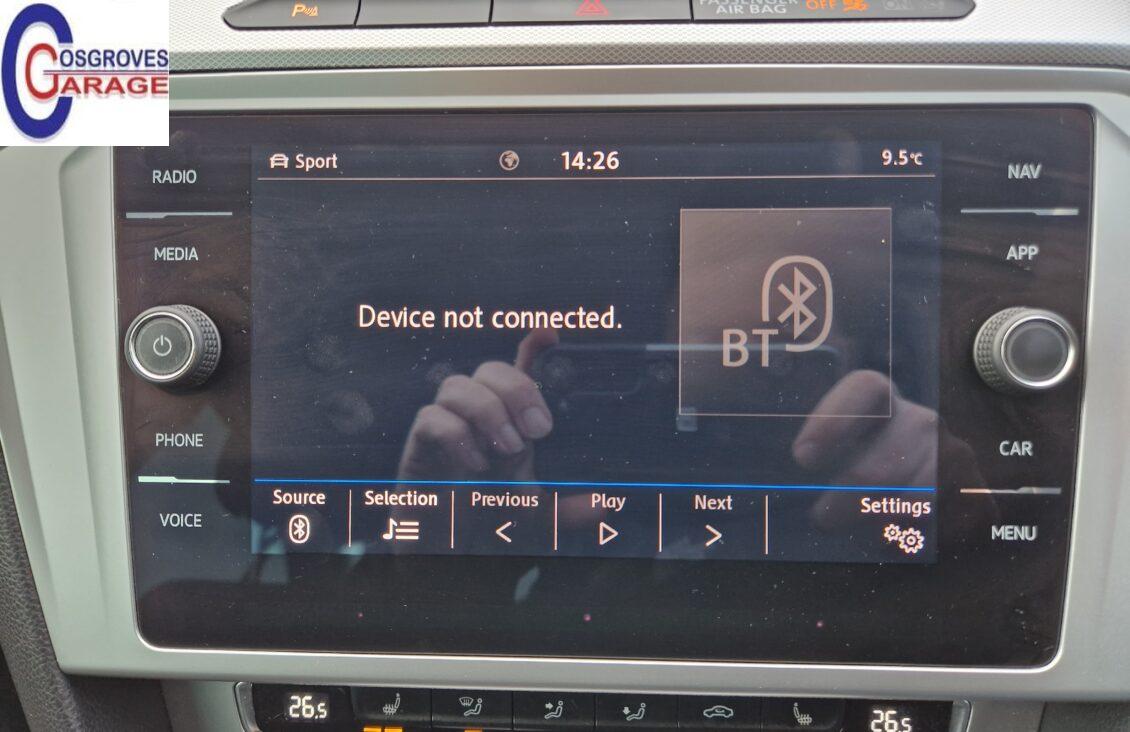 COSGROVES
GARAGE
PASSENGER
AIR BAG OFF ON
RADIO
MEDIA
PHONE
VOICE
Sport 14:26 9.5°C
Device not connected.
BT
Source Selection Previous Play Next Settings
NAV
APP
CAR
MENU
26.5 26.5